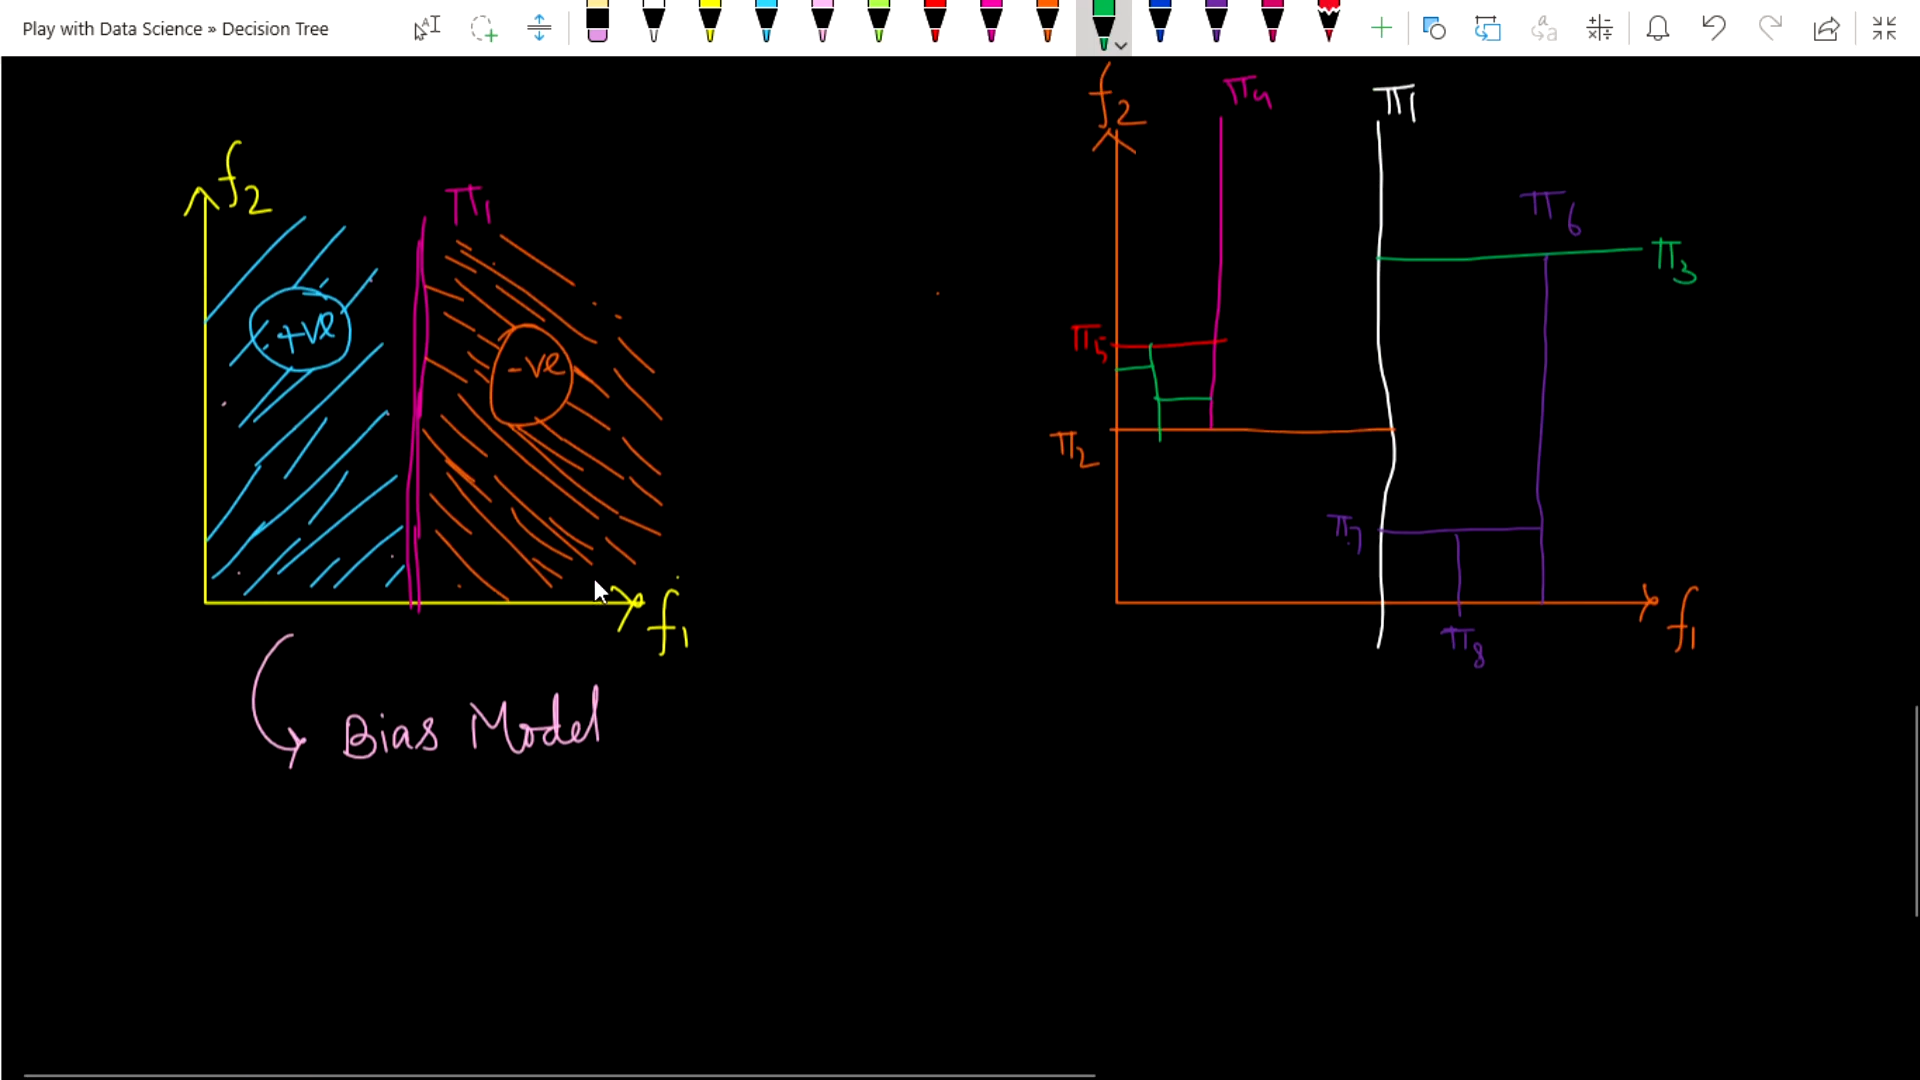 Play with Data Science » Decision Tree
f2
π1
+ve
-ve
f1
Bias Model
f2
π4
π1
π6
π3
π5
π2
π7
π8
f1